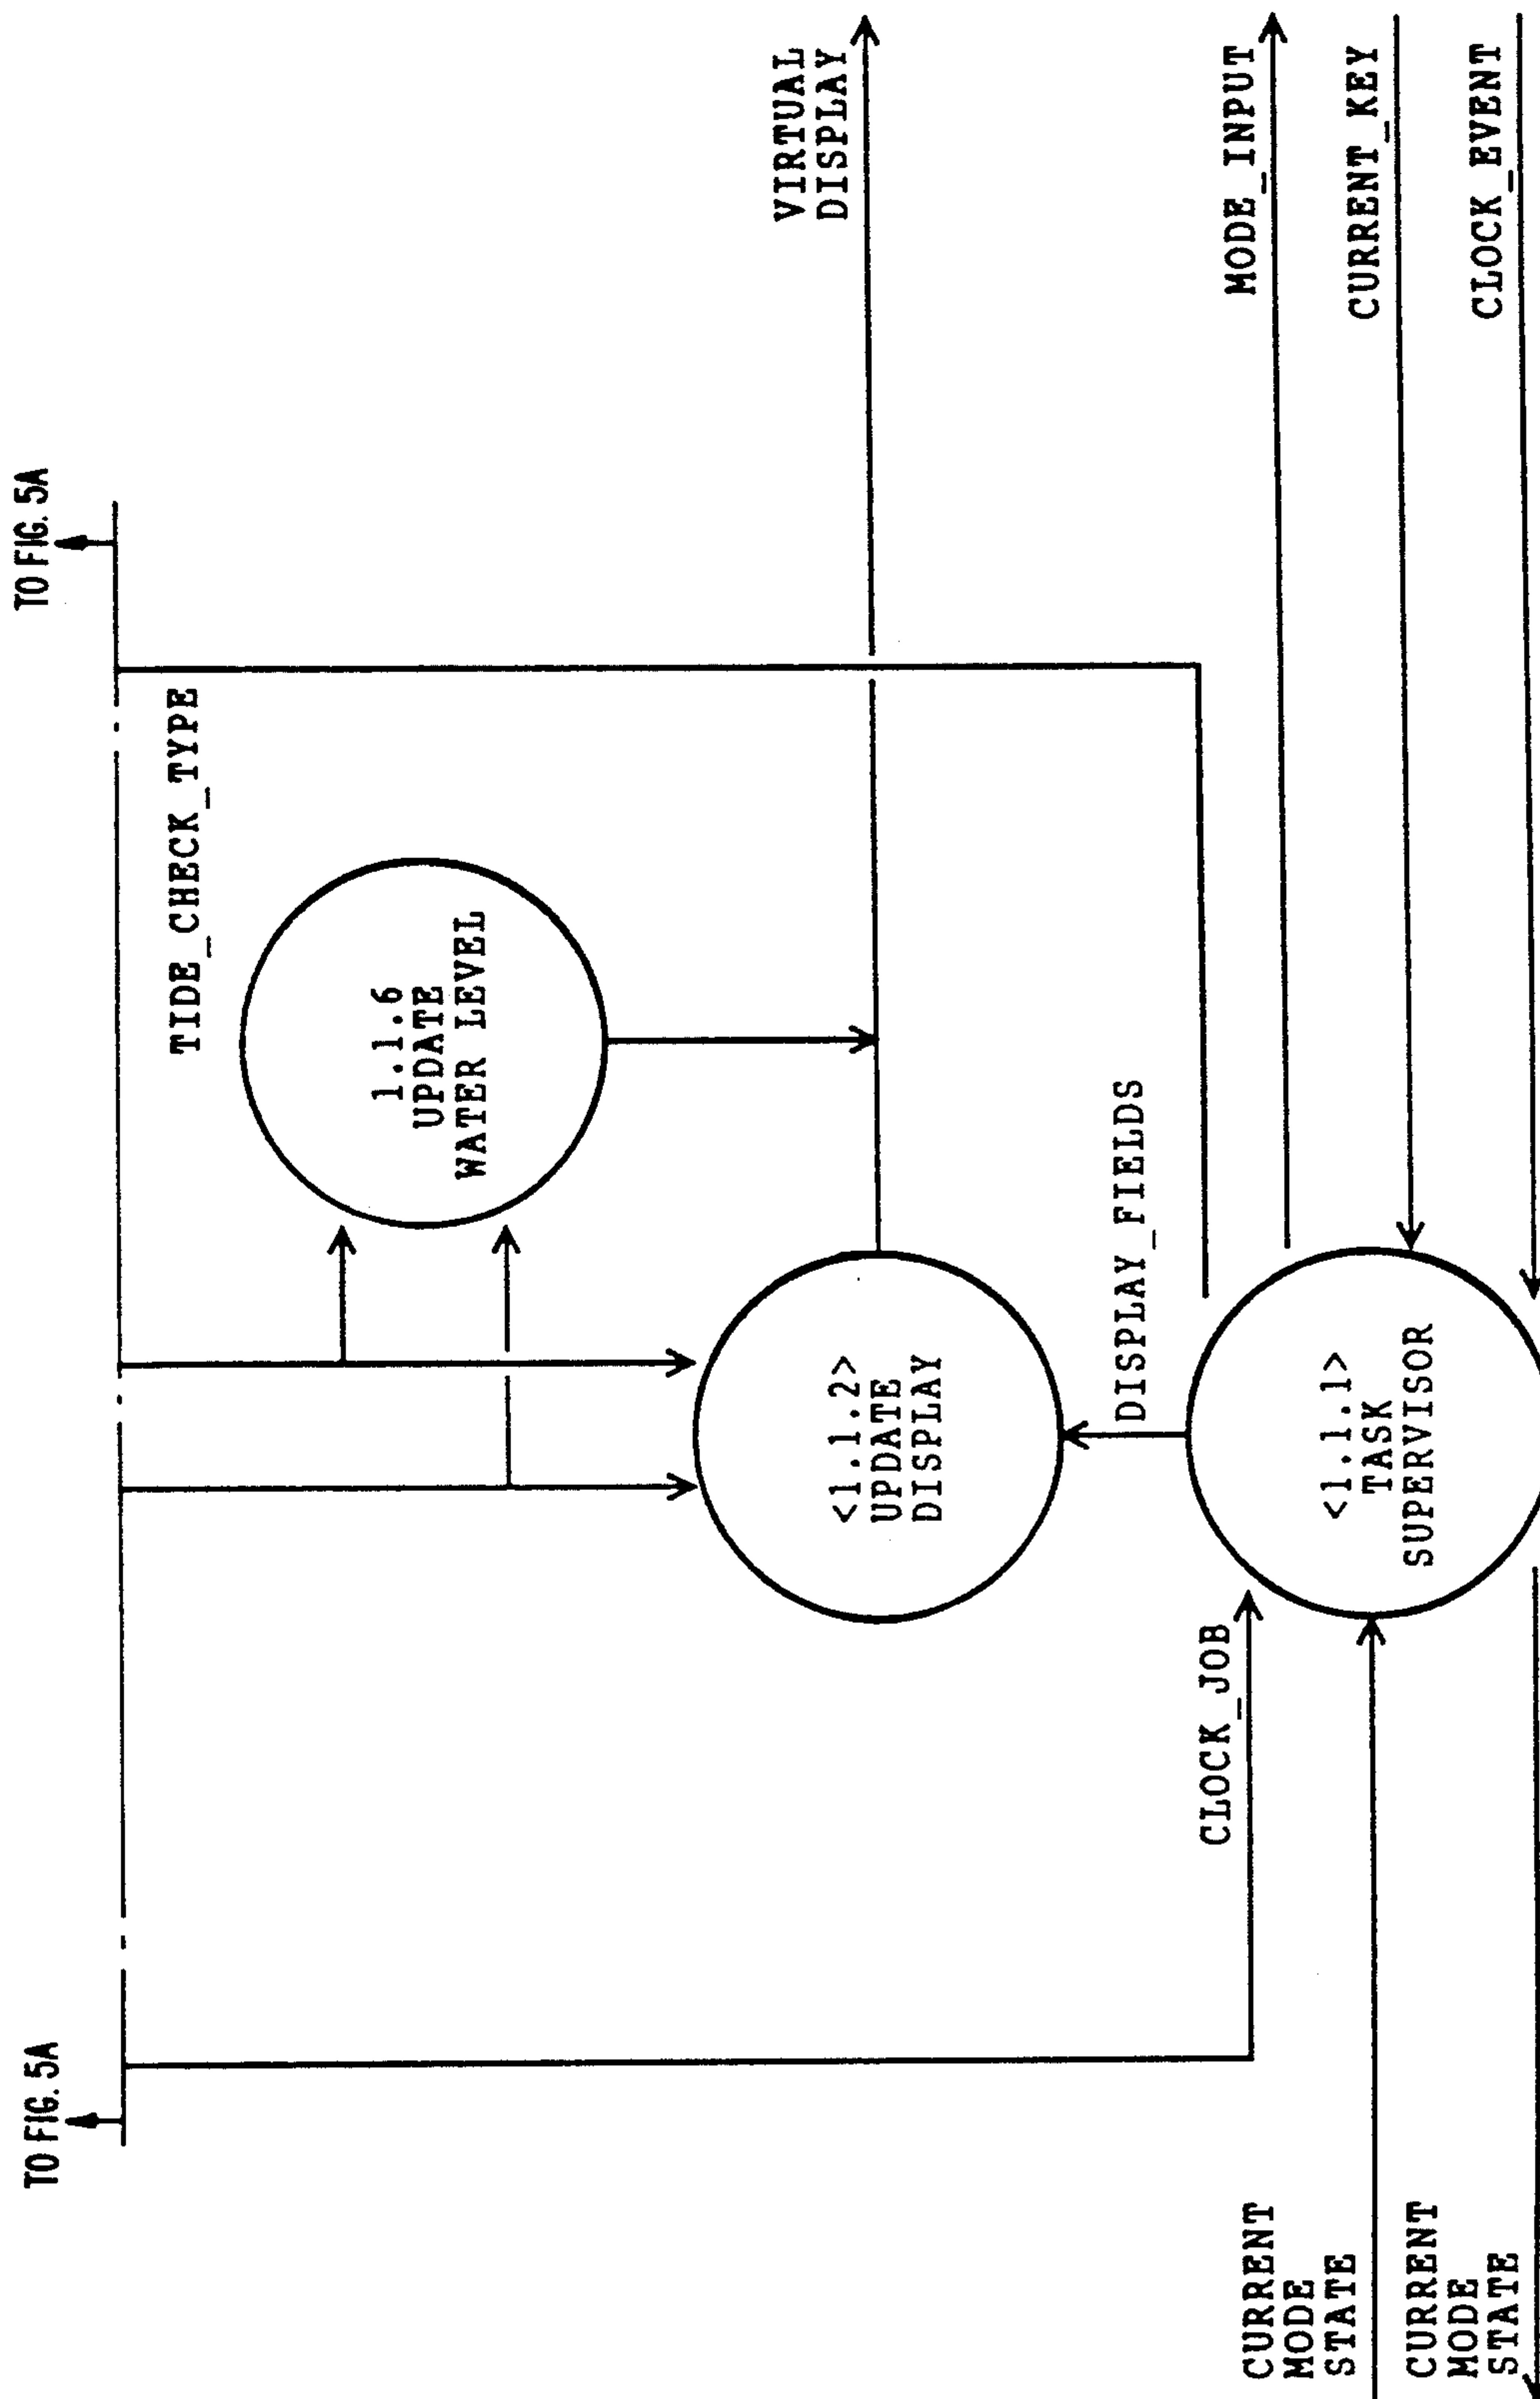 TO FIG. 5A
TO FIG. 5A
TIDE_CHECK_TYPE
1.1.6
UPDATE
WATER LEVEL
VIRTUAL
DISPLAY
<1.1.2>
UPDATE
DISPLAY
DISPLAY_FIELDS
CLOCK_JOB
MODE_INPUT
<1.1.1>
TASK
SUPERVISOR
CURRENT
MODE
STATE
CURRENT_KEY
CURRENT
MODE
STATE
CLOCK_EVENT